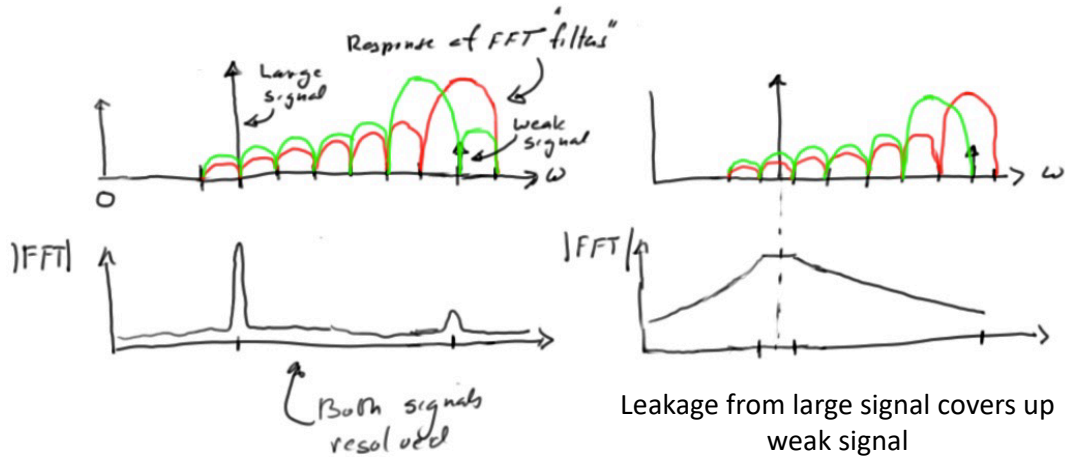 Response of FFT "filters"
Large
signal
weak
signal
ω
0
ω
|FFT|
|FFT|
Both signals
resolved
Leakage from large signal covers up
weak signal